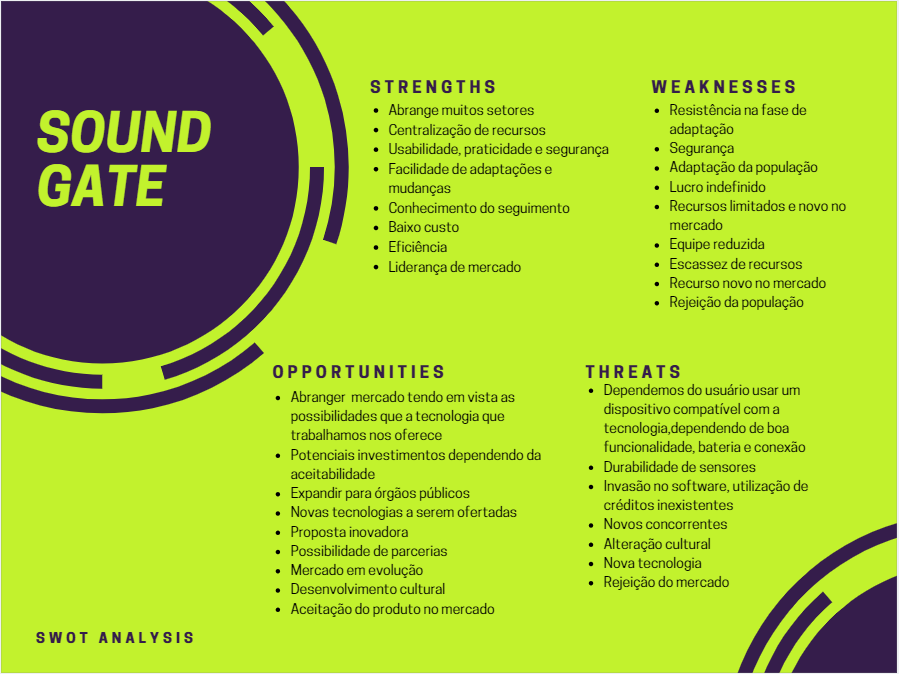 SOUND
GATE
STRENGTHS
• Abrange muitos setores
• Centralização de recursos
• Usabilidade, praticidade e segurança
• Facilidade de adaptações e
mudanças
• Conhecimento do seguimento
• Baixo custo
• Eficiência
• Liderança de mercado
WEAKNESSES
• Resistência na fase de
adaptação
• Segurança
• Adaptação da população
• Lucro indefinido
• Recursos limitados e novo no
mercado
• Equipe reduzida
• Escassez de recursos
• Recurso novo no mercado
• Rejeição da população
OPPORTUNITIES
• Abranger  mercado tendo em vista as
possibilidades que a tecnologia que
trabalhamos nos oferece
• Potenciais investimentos dependendo da
aceitabilidade
• Expandir para órgãos públicos
• Novas tecnologias a serem ofertadas
• Proposta inovadora
• Possibilidade de parcerias
• Mercado em evolução
• Desenvolvimento cultural
• Aceitação do produto no mercado
THREATS
• Dependemos do usuário usar um
dispositivo compatível com a
tecnologia,dependendo de boa
funcionalidade, bateria e conexão
• Durabilidade de sensores
• Invasão no software, utilização de
créditos inexistentes
• Novos concorrentes
• Alteração cultural
• Nova tecnologia
• Rejeição do mercado
SWOT ANALYSIS